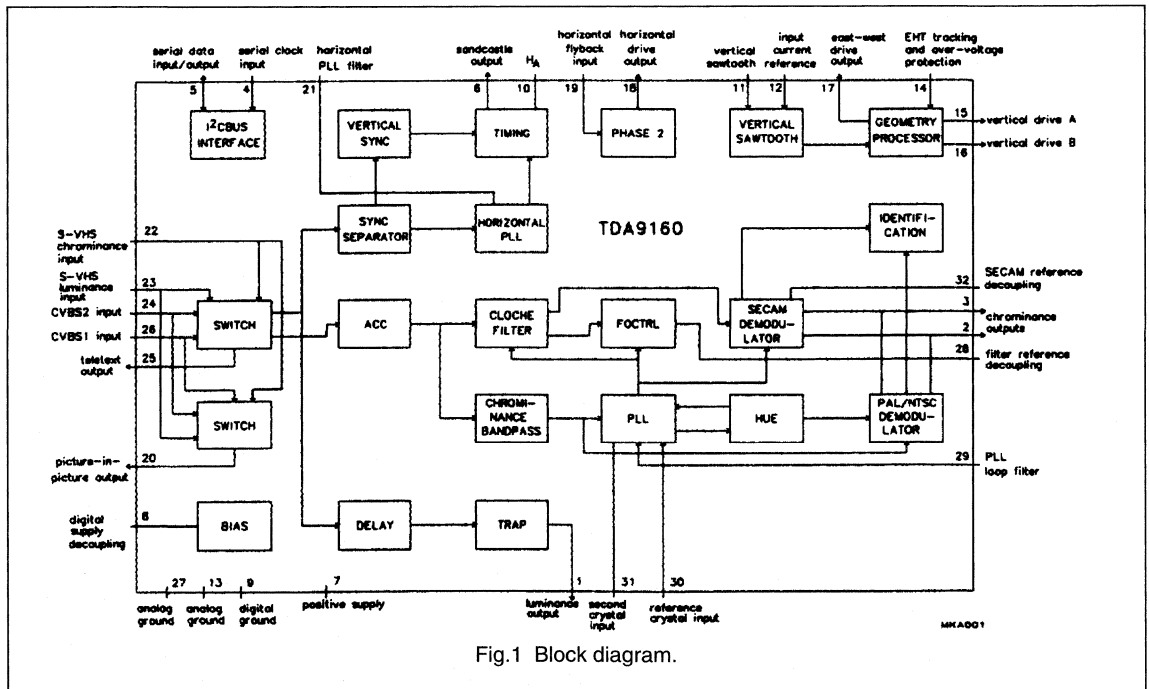 serial data
input/output
serial clock
input
horizontal
PLL filter
sandcastle
output
HA
horizontal
flyback
input
horizontal
drive
output
vertical
sawtooth
input
current
reference
east-west
drive
output
EHT tracking
and over-voltage
protection
5
4
21
6
10
19
18
11
12
17
14
I2CBUS
INTERFACE
VERTICAL
SYNC
TIMING
PHASE 2
VERTICAL
SAWTOOTH
GEOMETRY
PROCESSOR
15
vertical drive A
16
vertical drive B
SYNC
SEPARATOR
HORIZONTAL
PLL
TDA9160
IDENTIFI-
CATION
S-VHS
chrominance
input
22
S-VHS
luminance
input
23
CVBS2 input
24
CVBS1 input
26
teletext
output
25
SWITCH
ACC
CLOCHE
FILTER
FOCTRL
SECAM
DEMODU-
LATOR
32
SECAM reference
decoupling
3
chrominance
outputs
2
28
filter reference
decoupling
SWITCH
CHROMI-
NANCE
BANDPASS
PLL
HUE
PAL/NTSC
DEMODU-
LATOR
20
picture-in-
picture output
29
PLL
loop filter
digital
supply
decoupling
8
BIAS
DELAY
TRAP
27
13
9
7
1
31
30
analog
ground
analog
ground
digital
ground
positive supply
luminance
output
second
crystal
input
reference
crystal input
MKA001
Fig.1 Block diagram.